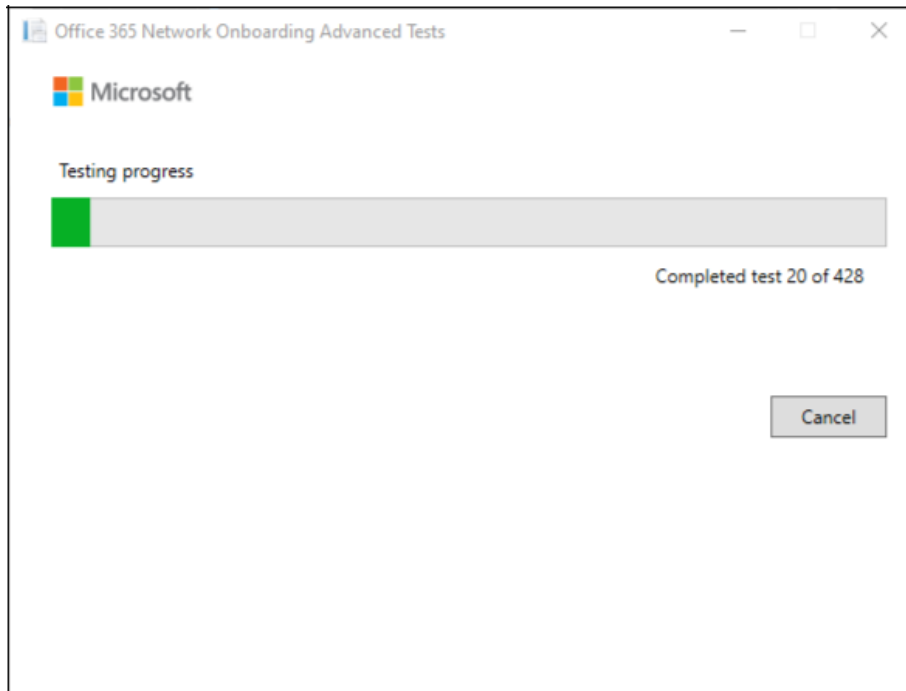 Office 365 Network Onboarding Advanced Tests
Microsoft
Testing progress
Completed test 20 of 428
Cancel